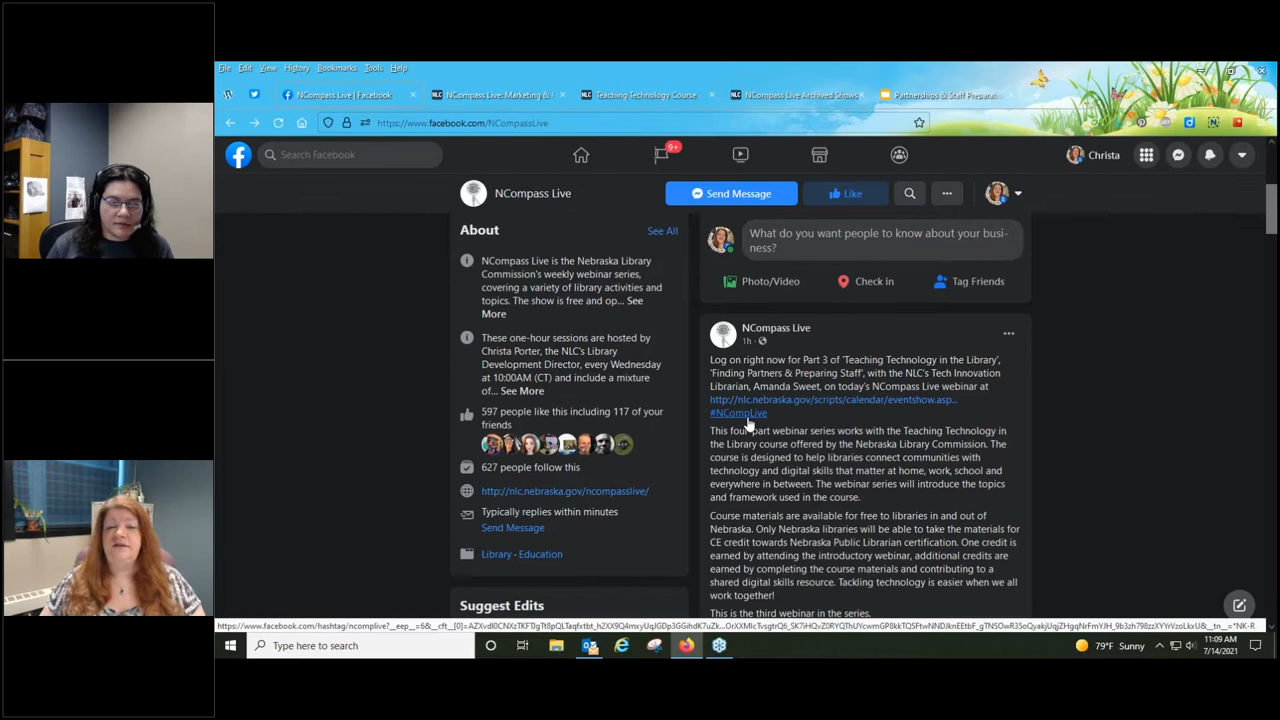 File Edit View History Bookmarks Tools Help
NCompass Live | Facebook
NCompass Live: Marketing &
Teaching Technology Course
NCompass Live Archived Shows
Partnerships & Staff Preparatio
https://www.facebook.com/NCompassLive
Search Facebook
9+
Christa
NCompass Live
Send Message
Like
About
See All
NCompass Live is the Nebraska Library
Commission's weekly webinar series,
covering a variety of library activities and
topics. The show is free and op... See
More
These one-hour sessions are hosted by
Christa Porter, the NLC's Library
Development Director, every Wednesday
at 10:00AM (CT) and include a mixture
of... See More
597 people like this including 117 of your
friends
627 people follow this
http://nlc.nebraska.gov/ncompasslive/
Typically replies within minutes
Send Message
Library · Education
Suggest Edits
What do you want people to know about your busi-
ness?
Photo/Video
Check in
Tag Friends
NCompass Live
1h ·
Log on right now for Part 3 of 'Teaching Technology in the Library',
'Finding Partners & Preparing Staff', with the NLC's Tech Innovation
Librarian, Amanda Sweet, on today's NCompass Live webinar at
http://nlc.nebraska.gov/scripts/calendar/eventshow.asp...
#NCompLive
This four-part webinar series works with the Teaching Technology in
the Library course offered by the Nebraska Library Commission. The
course is designed to help libraries connect communities with
technology and digital skills that matter at home, work, school and
everywhere in between. The webinar series will introduce the topics
and framework used in the course.
Course materials are available for free to libraries in and out of
Nebraska. Only Nebraska libraries will be able to take the materials for
CE credit towards Nebraska Public Librarian certification. One credit is
earned by attending the introductory webinar, additional credits are
earned by completing the course materials and contributing to a
shared digital skills resource. Tackling technology is easier when we all
work together!
This is the third webinar in the series.
Type here to search
79°F Sunny
11:09 AM
7/14/2021